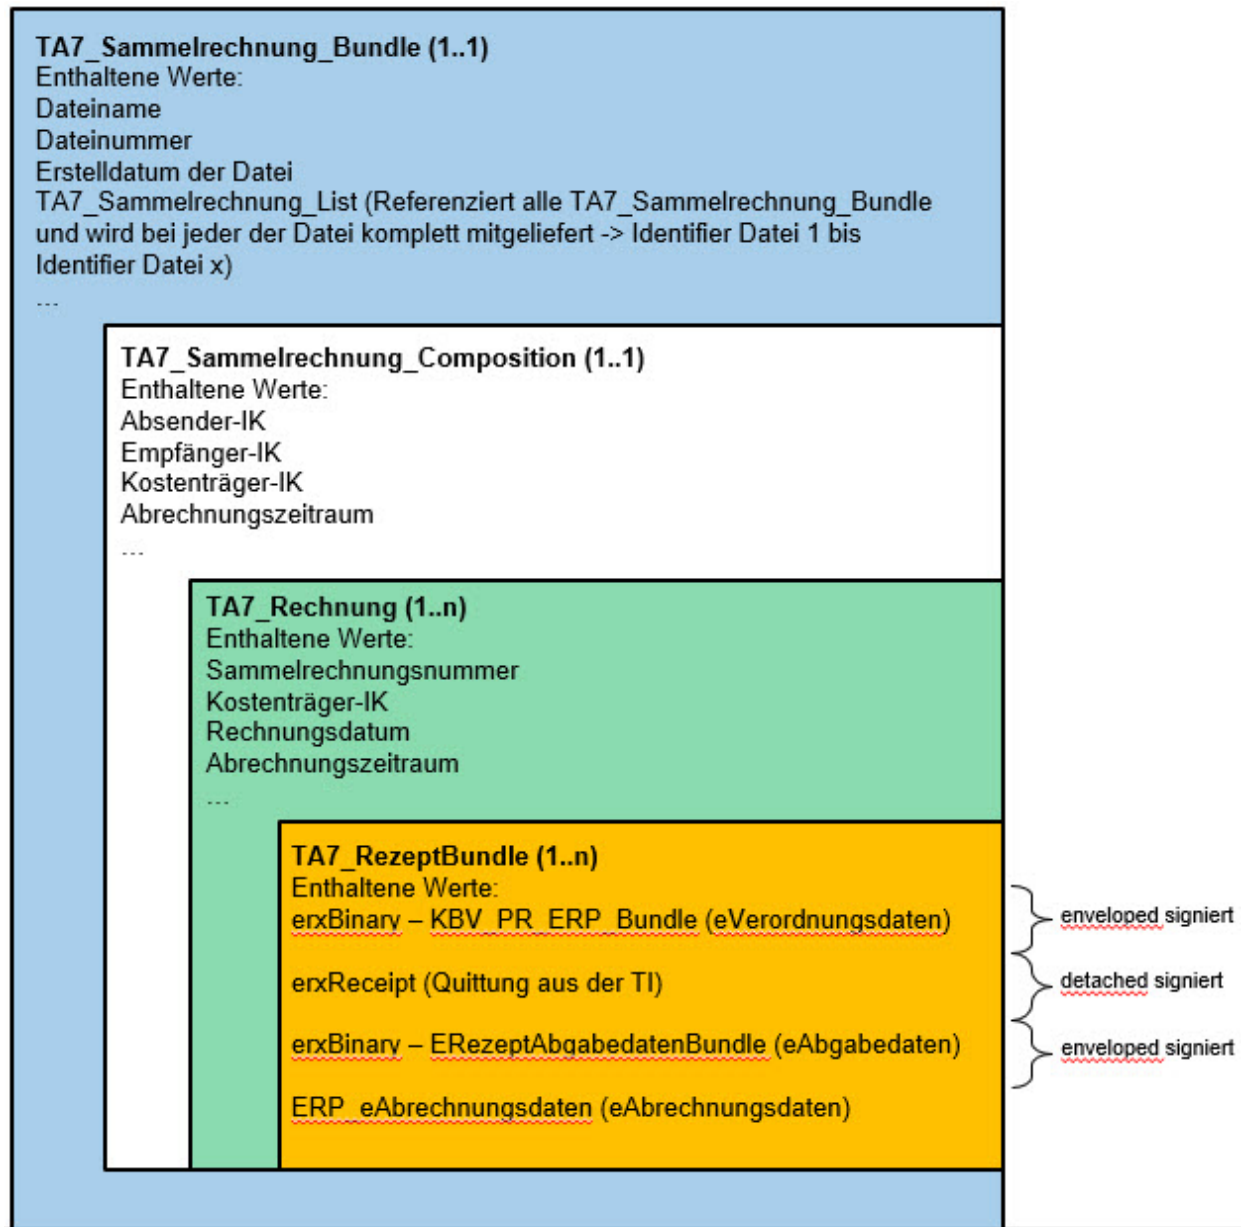 TA7_Sammelrechnung_Bundle (1..1)
Enthaltene Werte:
Dateiname
Dateinummer
Erstelldatum der Datei
TA7_Sammelrechnung_List (Referenziert alle TA7_Sammelrechnung_Bundle
und wird bei jeder der Datei komplett mitgeliefert -> Identifier Datei 1 bis
Identifier Datei x)
...
TA7_Sammelrechnung_Composition (1..1)
Enthaltene Werte:
Absender-IK
Empfänger-IK
Kostenträger-IK
Abrechnungszeitraum
...
TA7_Rechnung (1..n)
Enthaltene Werte:
Sammelrechnungsnummer
Kostenträger-IK
Rechnungsdatum
Abrechnungszeitraum
...
TA7_RezeptBundle (1..n)
Enthaltene Werte:
erxBinary – KBV_PR_ERP_Bundle (eVerordnungsdaten)
enveloped signiert
erxReceipt (Quittung aus der TI)
detached signiert
erxBinary – ERezeptAbgabedatenBundle (eAbgabedaten)
enveloped signiert
ERP_eAbrechnungsdaten (eAbrechnungsdaten)